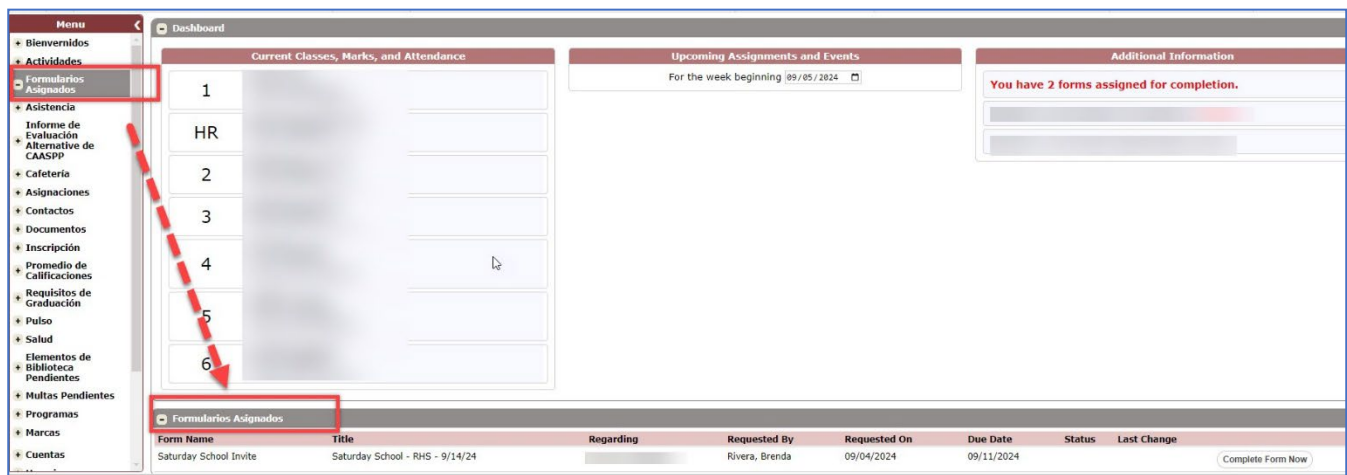 Menu
Bienvernidos
Actividades
Formularios
Asignados
Asistencia
Informe de
Evaluación
Alternative de
CAASPP
Cafetería
Asignaciones
Contactos
Documentos
Inscripción
Promedio de
Calificaciones
Requisitos de
Graduación
Pulso
Salud
Elementos de
Biblioteca
Pendientes
Multas Pendientes
Programas
Marcas
Cuentas
Dashboard
Current Classes, Marks, and Attendance
1
HR
2
3
4
5
6
Upcoming Assignments and Events
For the week beginning 09/05/2024
Additional Information
You have 2 forms assigned for completion.
Formularios Asignados
Form Name Title Regarding Requested By Requested On Due Date Status Last Change
Saturday School Invite Saturday School - RHS - 9/14/24 Rivera, Brenda 09/04/2024 09/11/2024 Complete Form Now